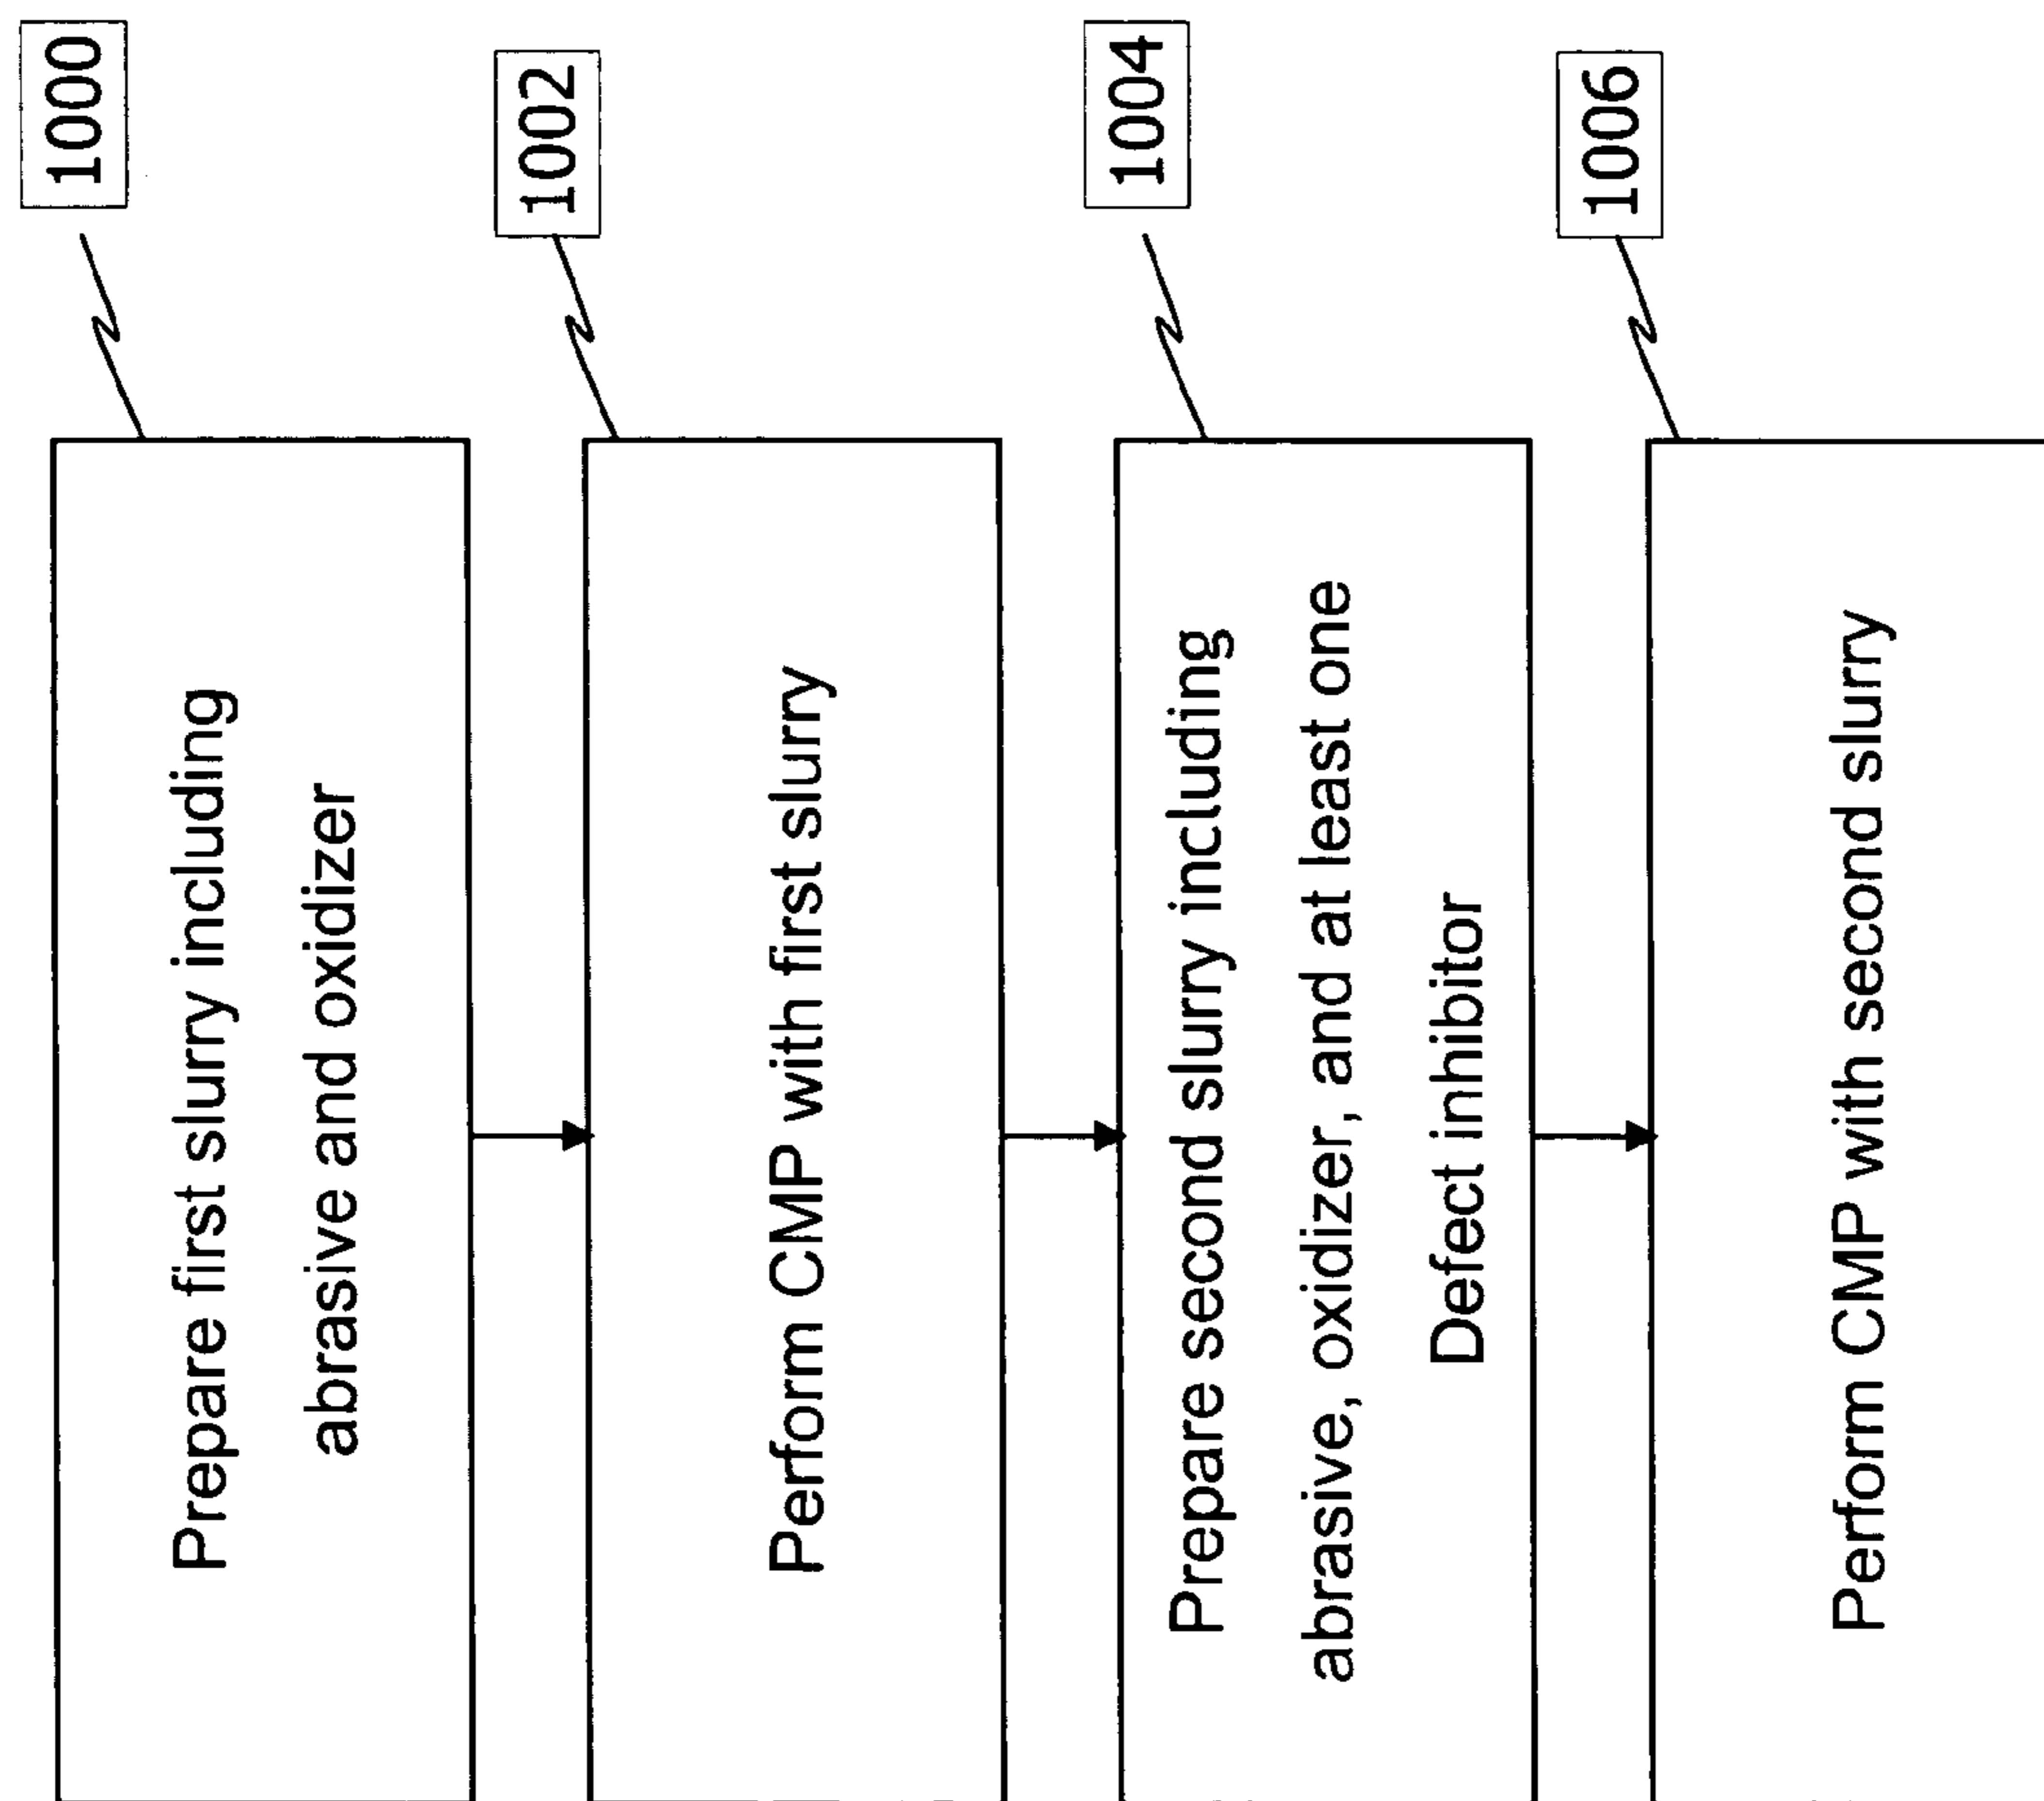 1000
Prepare first slurry including
abrasive and oxidizer
1002
Perform CMP with first slurry
1004
Prepare second slurry including
abrasive, oxidizer, and at least one
Defect inhibitor
1006
Perform CMP with second slurry